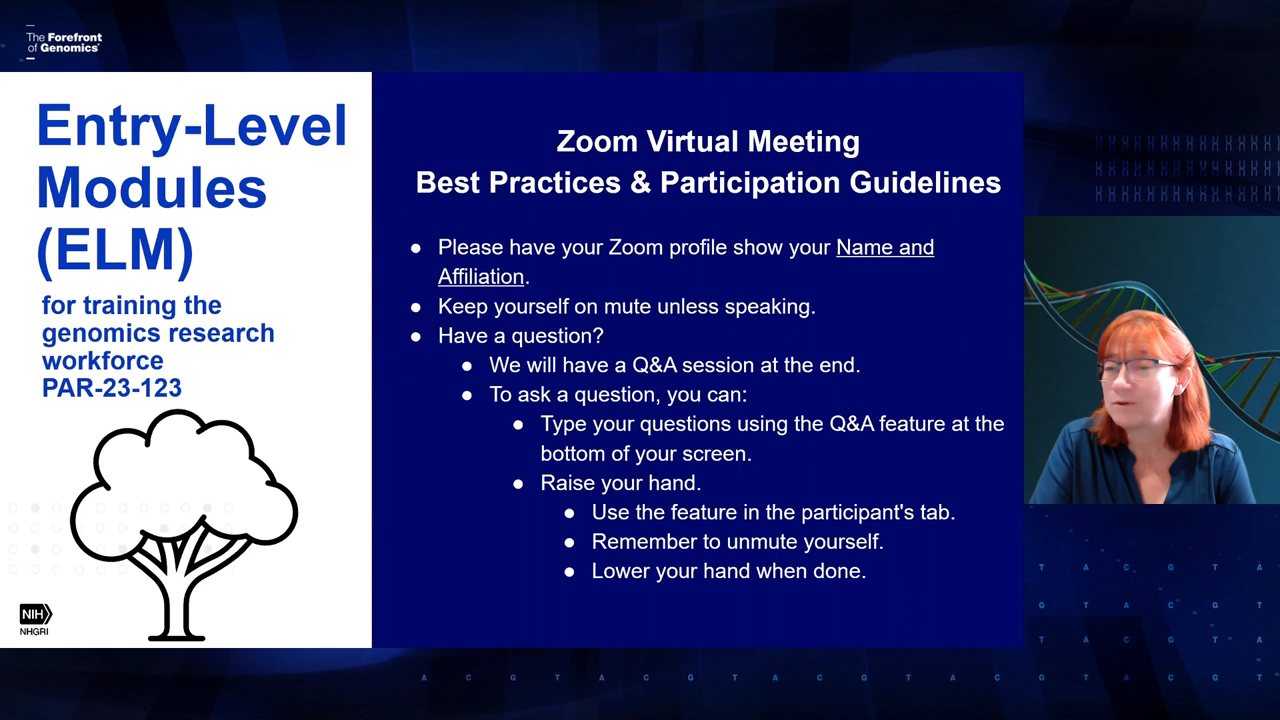 The Forefront
of Genomics®
Entry-Level
Modules
(ELM)
for training the
genomics research
workforce
PAR-23-123
NIH
NHGRI
Zoom Virtual Meeting
Best Practices & Participation Guidelines
● Please have your Zoom profile show your Name and
Affiliation.
● Keep yourself on mute unless speaking.
● Have a question?
● We will have a Q&A session at the end.
● To ask a question, you can:
● Type your questions using the Q&A feature at the
bottom of your screen.
● Raise your hand.
● Use the feature in the participant's tab.
● Remember to unmute yourself.
● Lower your hand when done.
T A C G T A
G T A C G T
T A C G T A
A C G T A C G T A C G T A C G T A C G T